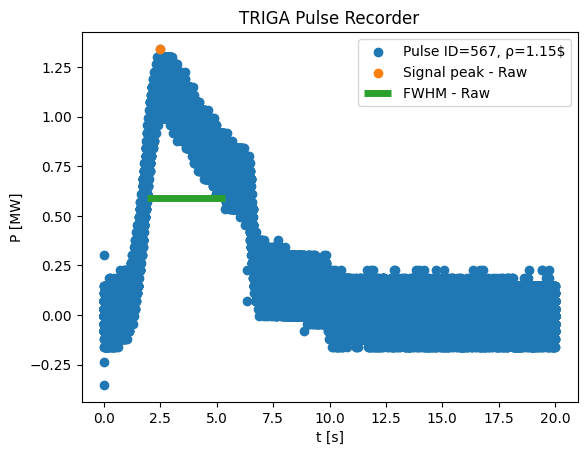 TRIGA Pulse Recorder
Pulse ID=567, ρ=1.15$
Signal peak - Raw
FWHM - Raw
P [MW]
1.25
1.00
0.75
0.50
0.25
0.00
−0.25
0.0 2.5 5.0 7.5 10.0 12.5 15.0 17.5 20.0
t [s]